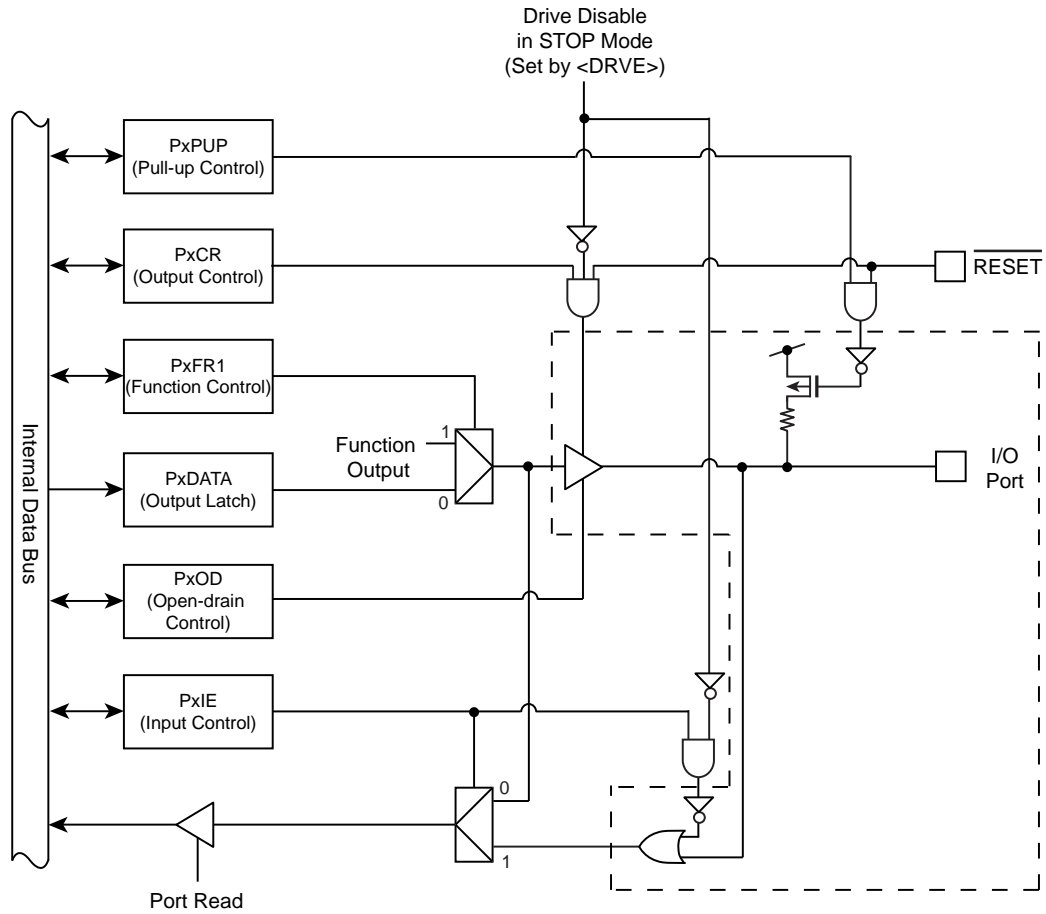 Drive Disable
in STOP Mode
(Set by <DRVE>)
PxPUP
(Pull-up Control)
PxCR
(Output Control)
RESET
PxFR1
(Function Control)
1
Function
Output
0
PxDATA
(Output Latch)
I/O
Port
Internal Data Bus
PxOD
(Open-drain
Control)
PxIE
(Input Control)
0
1
Port Read